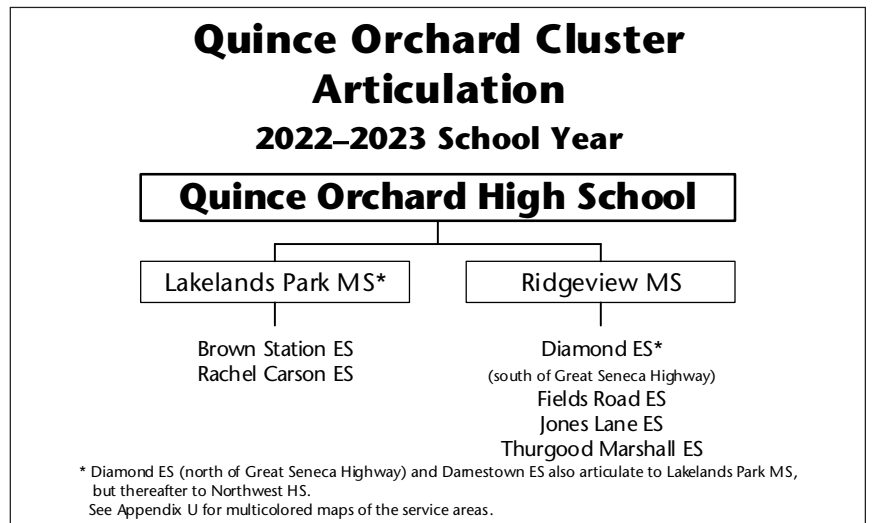 Quince Orchard Cluster
Articulation
2022–2023 School Year
Quince Orchard High School
Lakelands Park MS*
Ridgeview MS
Brown Station ES
Rachel Carson ES
Diamond ES*
(south of Great Seneca Highway)
Fields Road ES
Jones Lane ES
Thurgood Marshall ES
* Diamond ES (north of Great Seneca Highway) and Darnestown ES also articulate to Lakelands Park MS,
but thereafter to Northwest HS.
See Appendix U for multicolored maps of the service areas.